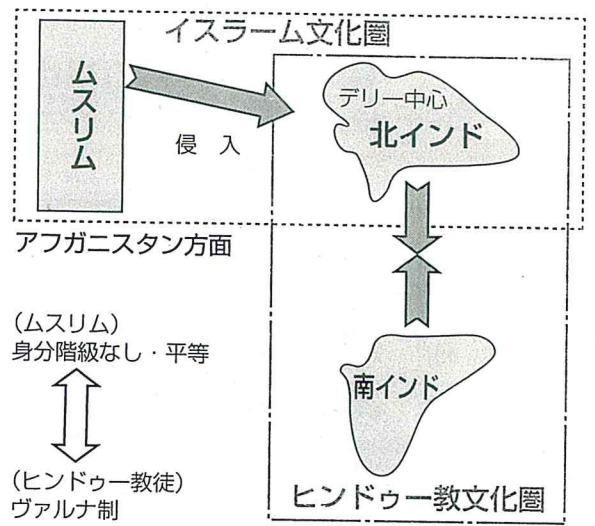 イスラーム文化圏
ムスリム
デリー中心
北インド
侵 入
アフガニスタン方面
(ムスリム)
身分階級なし・平等
南インド
(ヒンドゥー教徒)
ヴァルナ制
ヒンドゥー教文化圏